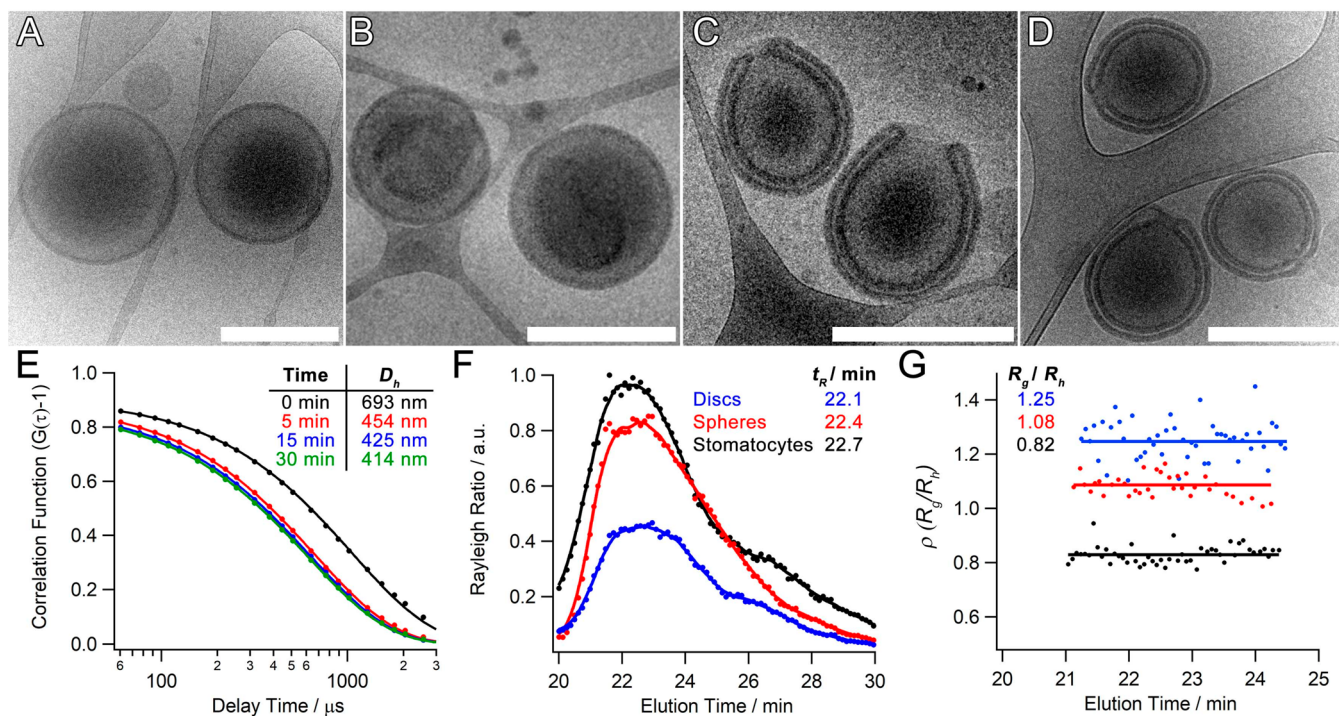 A
B
C
D
E
Correlation Function (G(τ)-1)
1.0
0.8
0.6
0.4
0.2
0.0
Time D_h
0 min 693 nm
5 min 454 nm
15 min 425 nm
30 min 414 nm
6 2 3 4 5 6 2 3
100 1000
Delay Time / μs
F
Rayleigh Ratio / a.u.
1.0
0.8
0.6
0.4
0.2
t_R / min
Discs 22.1
Spheres 22.4
Stomatocytes 22.7
20 22 24 26 28 30
Elution Time / min
G
ρ (R_g/R_h)
1.4
1.2
1.0
0.8
0.6
R_g / R_h
1.25
1.08
0.82
20 21 22 23 24 25
Elution Time / min